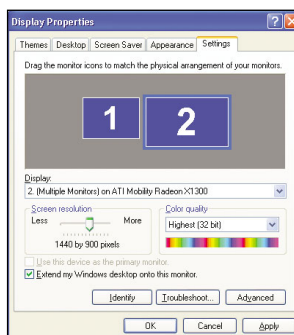 Display Properties
Themes Desktop Screen Saver Appearance Settings
Drag the monitor icons to match the physical arrangement of your monitors.
1 2
Display:
2. (Multiple Monitors) on ATI Mobility Radeon X1300
Screen resolution
Less More
1440 by 900 pixels
Color quality
Highest (32 bit)
Use this device as the primary monitor.
Extend my Windows desktop onto this monitor.
Identify Troubleshoot... Advanced
OK Cancel Apply